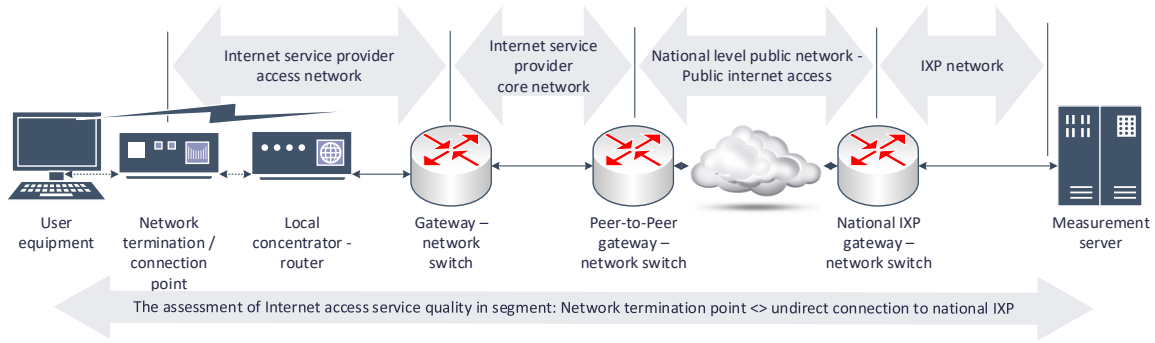 Internet service provider
access network
Internet service
provider
core network
National level public network -
Public internet access
IXP network
User
equipment
Network
termination /
connection
point
Local
concentrator -
router
Gateway –
network
switch
Peer-to-Peer
gateway –
network switch
National IXP
gateway –
network switch
Measurement
server
The assessment of Internet access service quality in segment: Network termination point <> undirect connection to national IXP